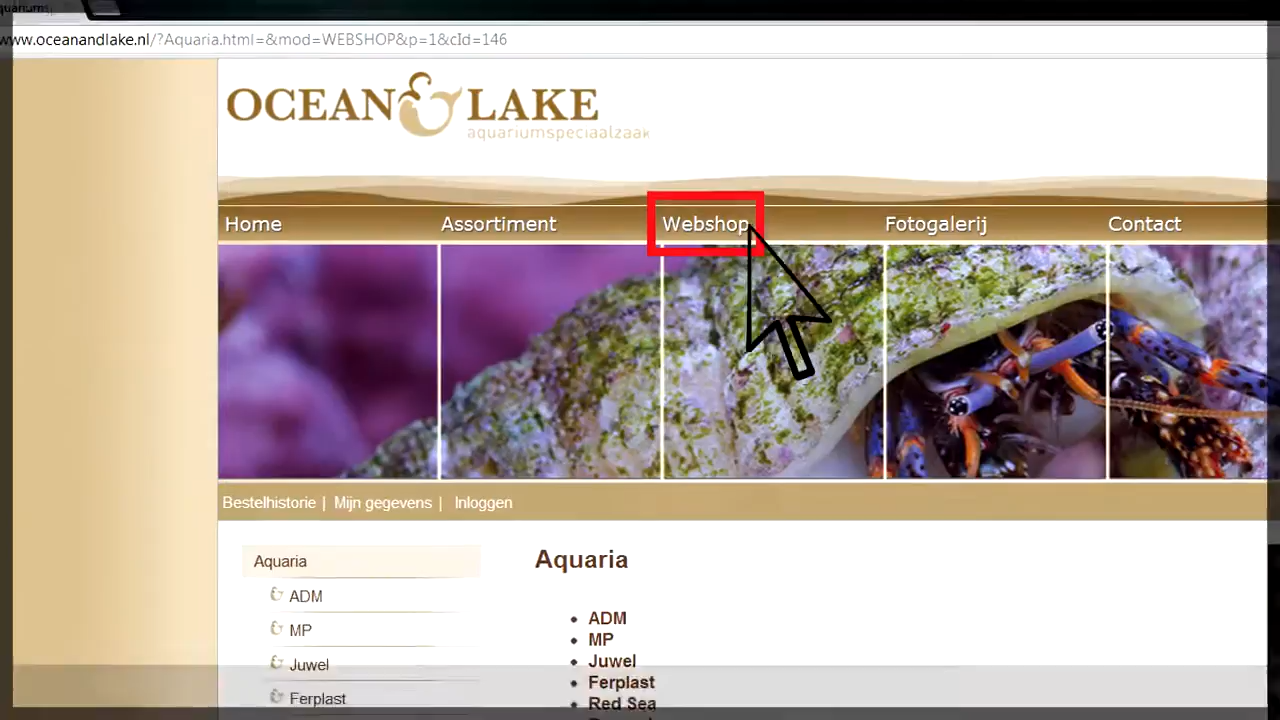 www.oceanandlake.nl/?Aquaria.html=&mod=WEBSHOP&p=1&cId=146
OCEAN & LAKE
aquariumspeciaalzaak
Home Assortiment Webshop Fotogalerij Contact
Bestelhistorie | Mijn gegevens | Inloggen
Aquaria
ADM
MP
Juwel
Ferplast
Aquaria
ADM
MP
Juwel
Ferplast
Red Sea